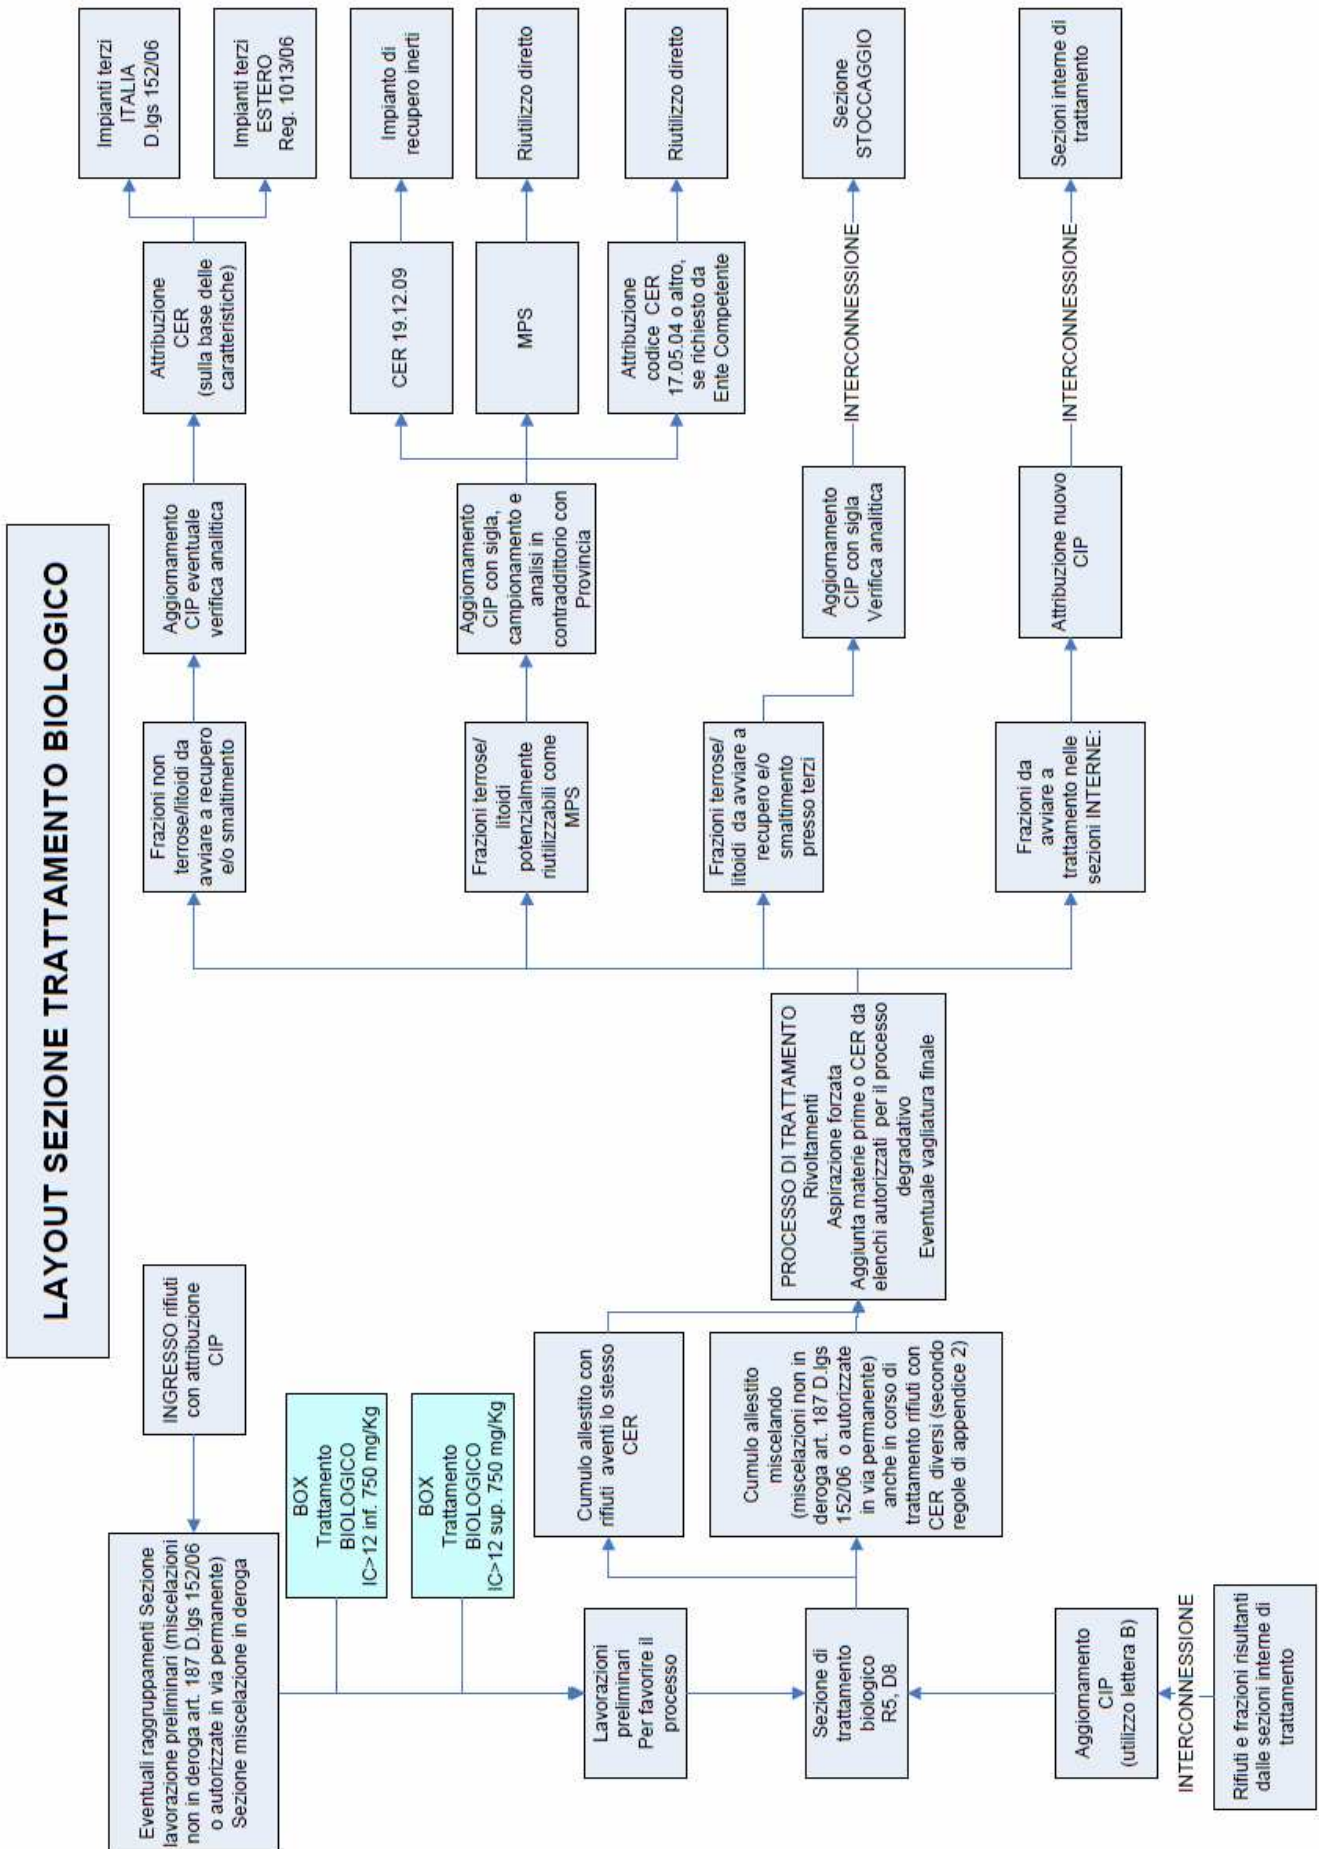 LAYOUT SEZIONE TRATTAMENTO BIOLOGICO
INGRESSO rifiuti
con attribuzione
CIP
Eventuali raggruppamenti Sezione
lavorazione preliminari (miscelazioni
non in deroga art. 187 D.lgs 152/06
o autorizzate in via permanente)
Sezione miscelazione in deroga
BOX
Trattamento
BIOLOGICO
IC>12 inf. 750 mg/Kg
BOX
Trattamento
BIOLOGICO
IC>12 sup. 750 mg/Kg
Lavorazioni
preliminari
Per favorire il
processo
Sezione di
trattamento
biologico
R5, D8
Aggiornamento
CIP
(utilizzo lettera B)
INTERCONNESSIONE
Rifiuti e frazioni risultanti
dalle sezioni interne di
trattamento
Cumulo allestito con
rifiuti aventi lo stesso
CER
Cumulo allestito
miscelando
(miscelazioni non in
deroga art. 187 D.lgs
152/06 o autorizzate
in via permanente)
anche in corso di
trattamento rifiuti con
CER diversi (secondo
regole di appendice 2)
PROCESSO DI TRATTAMENTO
Rivoltamenti
Aspirazione forzata
Aggiunta materie prime o CER da
elenchi autorizzati per il processo
degradativo
Eventuale vagliatura finale
Frazioni non
terrose/litoidi da
avviare a recupero
e/o smaltimento
Aggiornamento
CIP eventuale
verifica analitica
Attribuzione
CER
(sulla base delle
caratteristiche)
Impianti terzi
ITALIA
D.lgs 152/06
Impianti terzi
ESTERO
Reg. 1013/06
Frazioni terrose/
litoidi
potenzialmente
riutilizzabili come
MPS
Aggiornamento
CIP con sigla,
campionamento e
analisi in
contraddittorio con
Provincia
CER 19.12.09
Impianto di
recupero inerti
MPS
Riutilizzo diretto
Attribuzione
codice CER
17.05.04 o altro,
se richiesto da
Ente Competente
Riutilizzo diretto
Frazioni terrose/
litoidi da avviare a
recupero e/o
smaltimento
presso terzi
Aggiornamento
CIP con sigla
Verifica analitica
INTERCONNESSIONE
Sezione
STOCCAGGIO
Frazioni da
avviare a
trattamento nelle
sezioni INTERNE:
Attribuzione nuovo
CIP
INTERCONNESSIONE
Sezioni interne di
trattamento